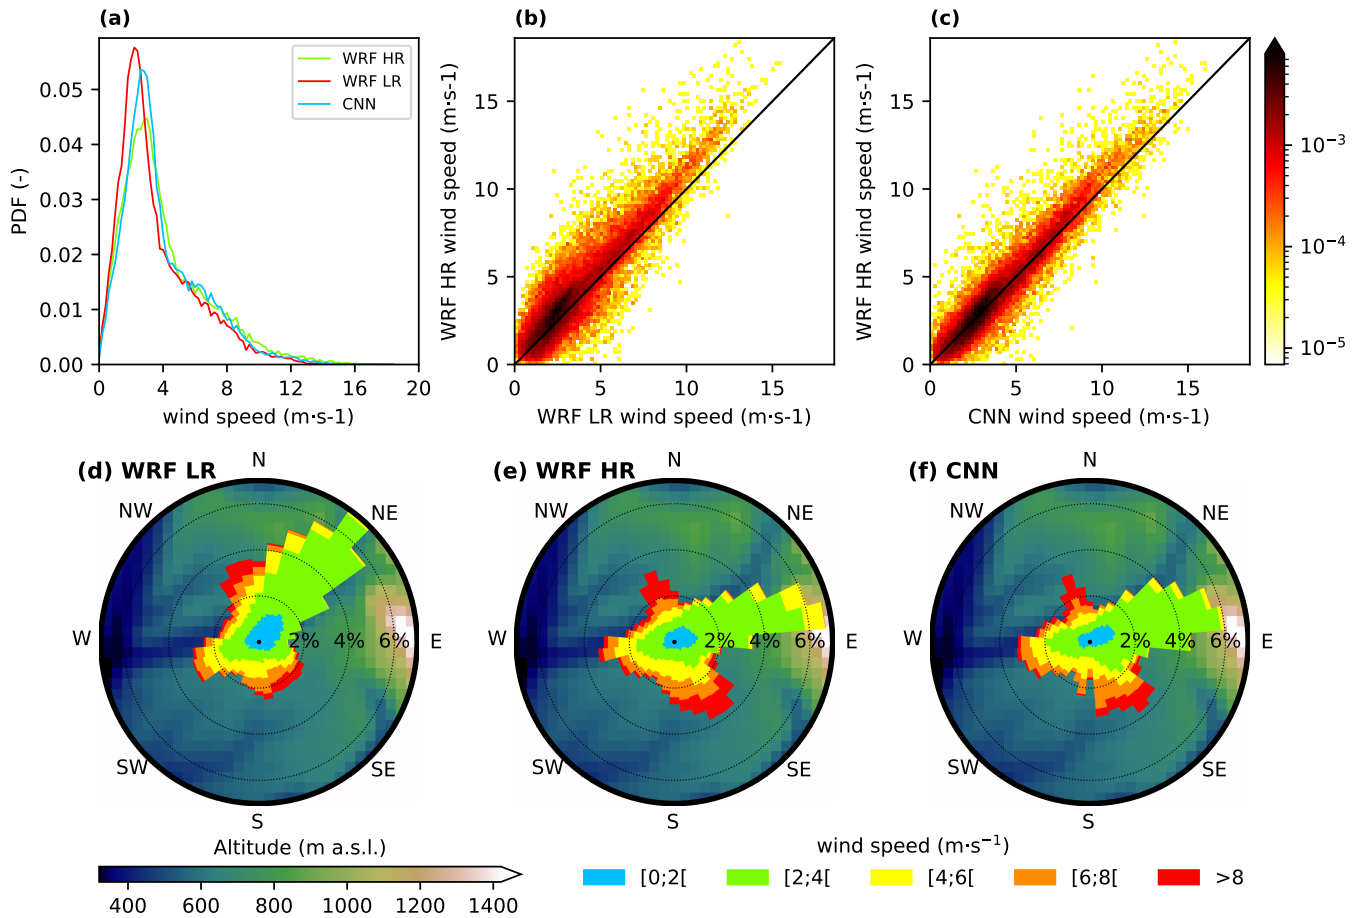 (a)
(b)
(c)
PDF (-)
0.00
0.01
0.02
0.03
0.04
0.05
0
4
8
12
16
20
wind speed (m·s-1)
WRF HR
WRF LR
CNN
WRF HR wind speed (m·s-1)
0
5
10
15
0
5
10
15
WRF LR wind speed (m·s-1)
WRF HR wind speed (m·s-1)
0
5
10
15
0
5
10
15
CNN wind speed (m·s-1)
10⁻³
10⁻⁴
10⁻⁵
(d) WRF LR
N
NE
E
SE
S
SW
W
NW
2%
4%
6%
(e) WRF HR
N
NE
E
SE
S
SW
W
NW
2%
4%
6%
(f) CNN
N
NE
E
SE
S
SW
W
NW
2%
4%
6%
Altitude (m a.s.l.)
400
600
800
1000
1200
1400
wind speed (m·s⁻¹)
[0;2[
[2;4[
[4;6[
[6;8[
>8